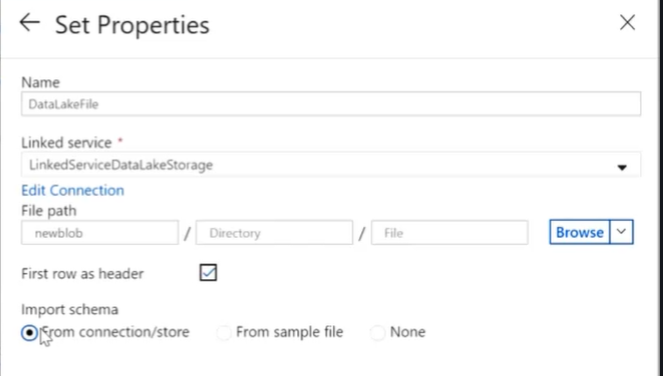 Set Properties
Name
DataLakeFile
Linked service *
LinkedServiceDataLakeStorage
Edit Connection
File path
newblob / Directory / File Browse
First row as header
Import schema
From connection/store From sample file None